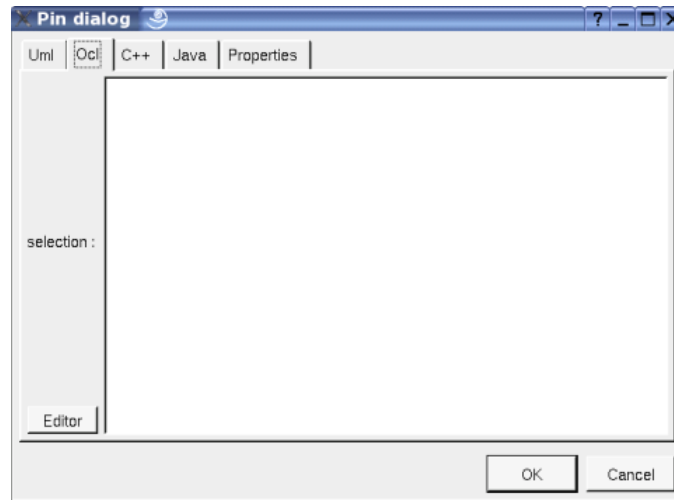 Pin dialog ?
Uml Ocl C++ Java Properties
selection :
Editor
OK Cancel